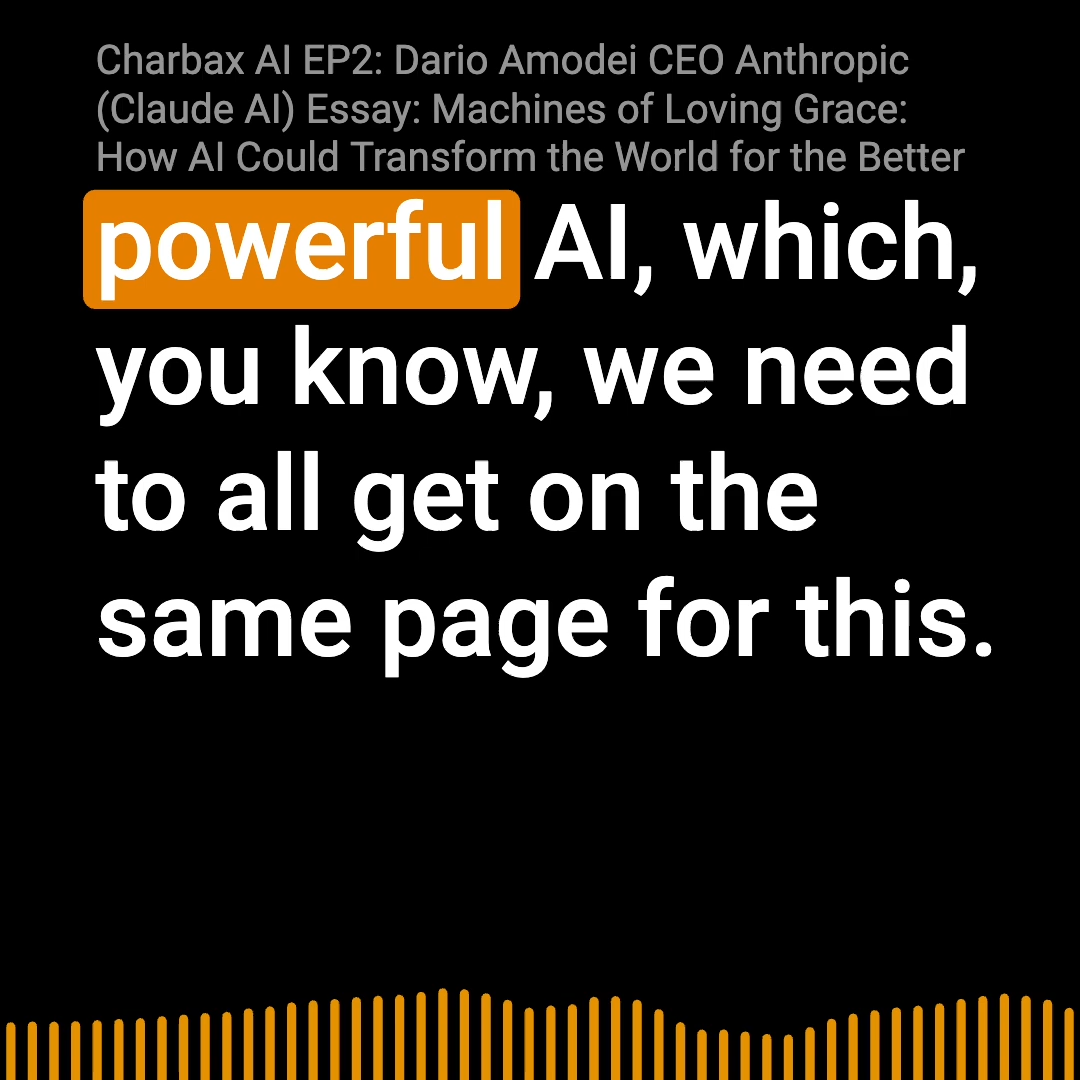 Charbax AI EP2: Dario Amodei CEO Anthropic
(Claude AI) Essay: Machines of Loving Grace:
How AI Could Transform the World for the Better
powerful AI, which,
you know, we need
to all get on the
same page for this.